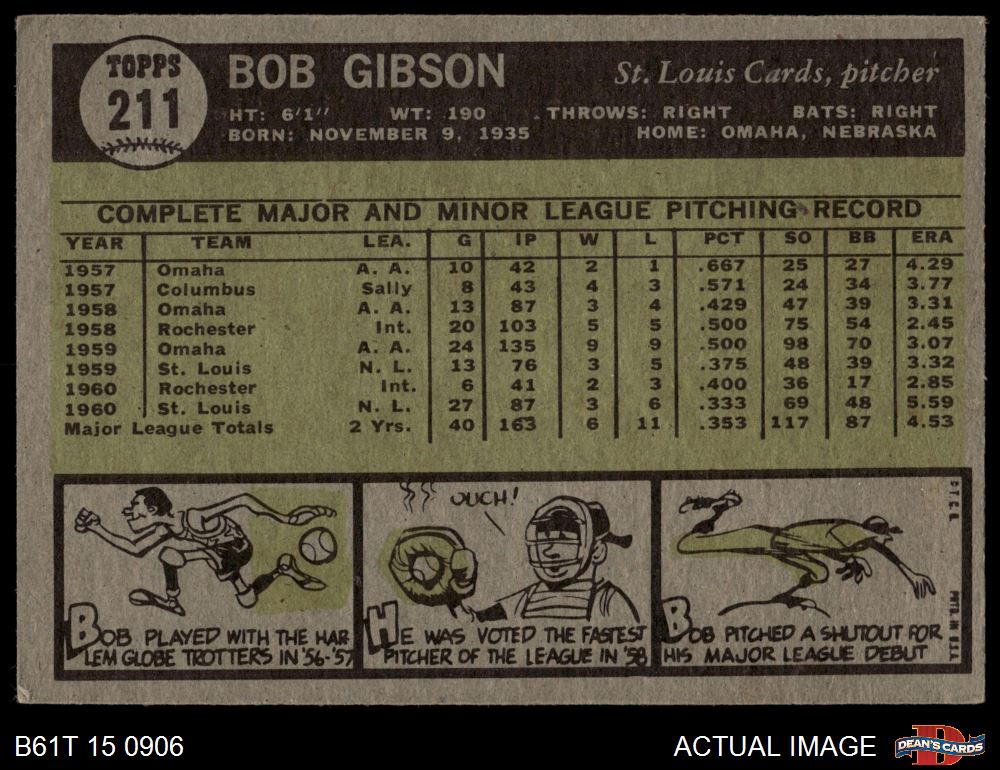 TOPPS
211
BOB GIBSON
St. Louis Cards, pitcher
HT: 6'1" WT: 190 THROWS: RIGHT BATS: RIGHT
BORN: NOVEMBER 9, 1935 HOME: OMAHA, NEBRASKA
COMPLETE MAJOR AND MINOR LEAGUE PITCHING RECORD
YEAR TEAM LEA. G IP W L PCT SO BB ERA
1957 Omaha A. A. 10 42 2 1 .667 25 27 4.29
1957 Columbus Sally 8 43 4 3 .571 24 34 3.77
1958 Omaha A. A. 13 87 3 4 .429 47 39 3.31
1958 Rochester Int. 20 103 5 5 .500 75 54 2.45
1959 Omaha A. A. 24 135 9 9 .500 98 70 3.07
1959 St. Louis N. L. 13 76 3 5 .375 48 39 3.32
1960 Rochester Int. 6 41 2 3 .400 36 17 2.85
1960 St. Louis N. L. 27 87 3 6 .333 69 48 5.59
Major League Totals 2 Yrs. 40 163 6 11 .353 117 87 4.53
BOB PLAYED WITH THE HAR
LEM GLOBE TROTTERS IN '56-'57
OUCH!
HE WAS VOTED THE FASTEST
PITCHER OF THE LEAGUE IN '58
BOB PITCHED A SHUTOUT FOR
HIS MAJOR LEAGUE DEBUT
©T.C.G. PRTD. IN U.S.A.
B61T 15 0906
ACTUAL IMAGE
DEAN'S CARDS